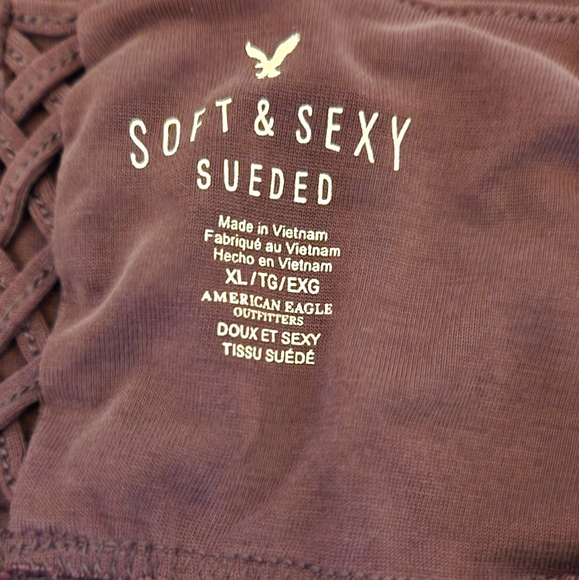 SOFT & SEXY
SUEDED
Made in Vietnam
Fabriqué au Vietnam
Hecho en Vietnam
XL/TG/EXG
AMERICAN EAGLE
OUTFITTERS
DOUX ET SEXY
TISSU SUÉDÉ